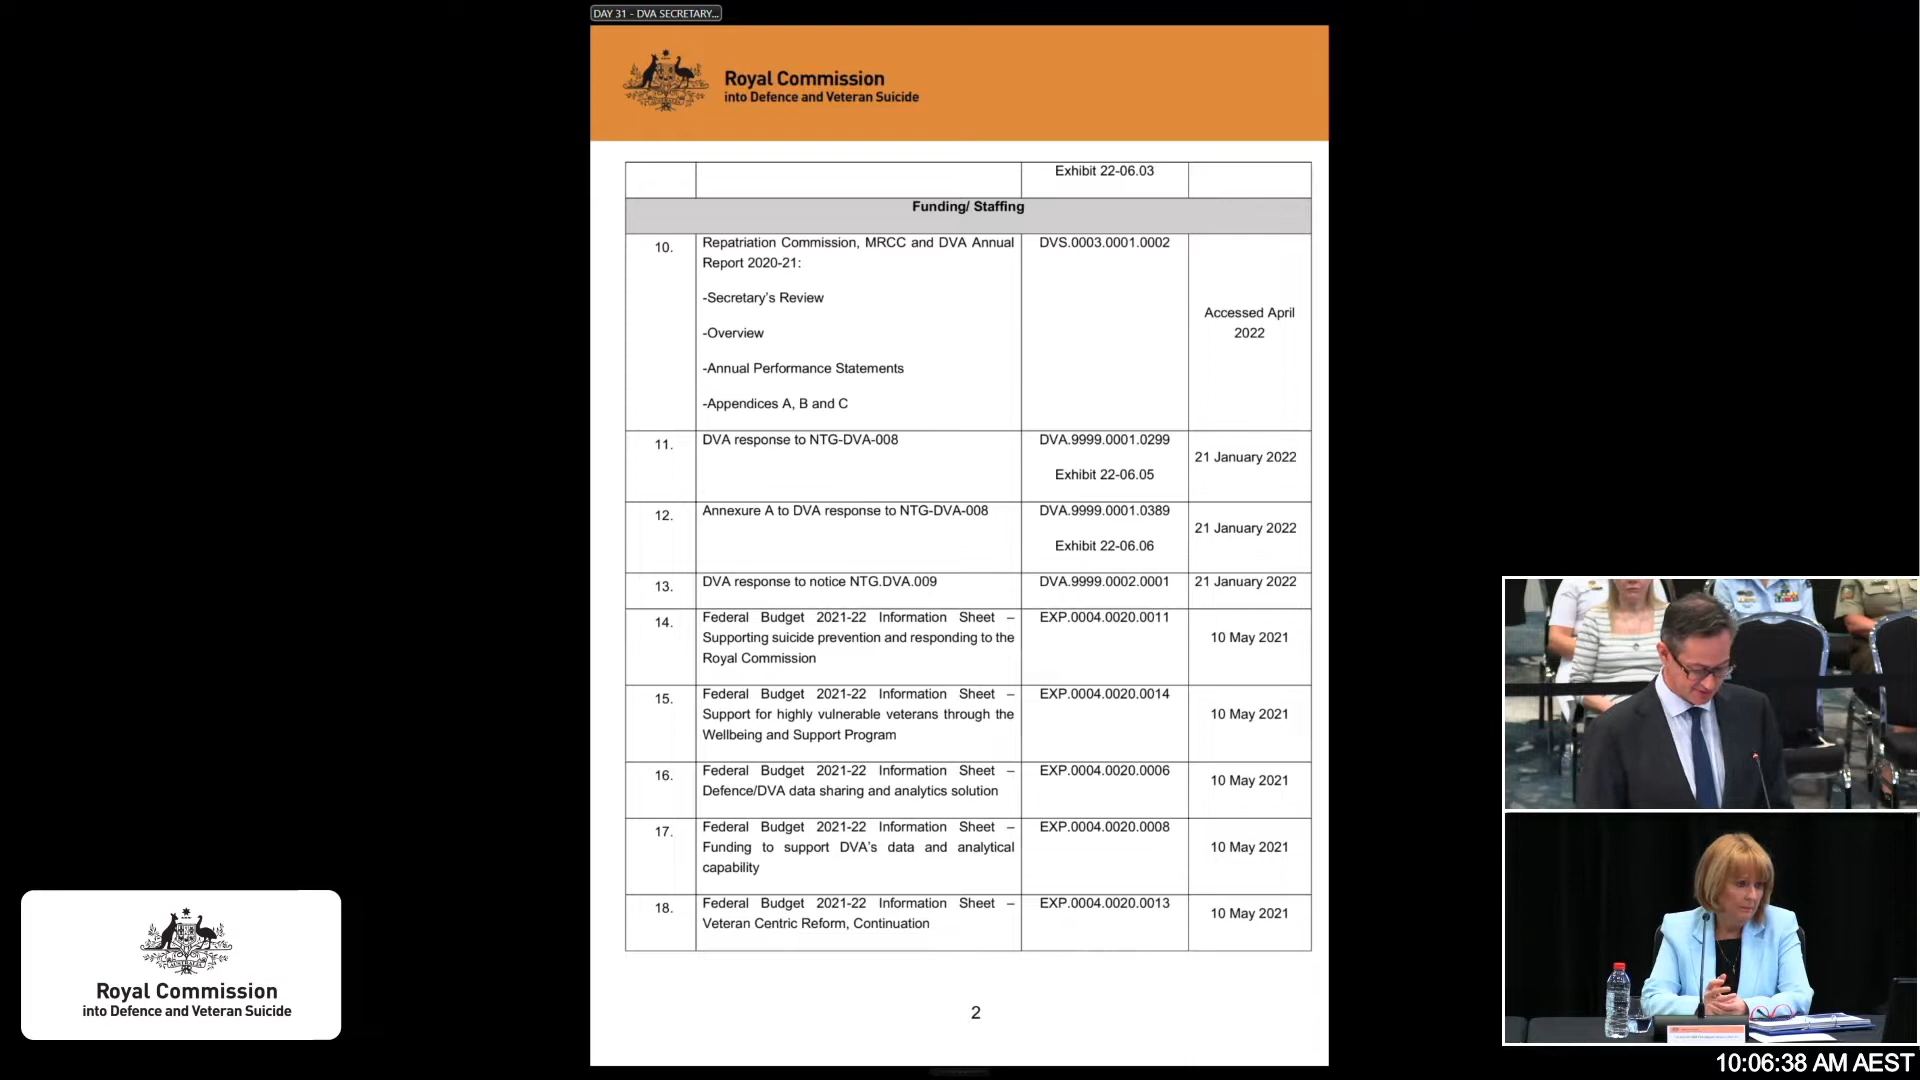 DAY 31 - DVA SECRETARY...
Royal Commission
into Defence and Veteran Suicide
Exhibit 22-06.03
Funding/ Staffing
10.
Repatriation Commission, MRCC and DVA Annual
Report 2020-21:
-Secretary's Review
-Overview
-Annual Performance Statements
-Appendices A, B and C
DVS.0003.0001.0002
Accessed April
2022
11.
DVA response to NTG-DVA-008
DVA.9999.0001.0299
Exhibit 22-06.05
21 January 2022
12.
Annexure A to DVA response to NTG-DVA-008
DVA.9999.0001.0389
Exhibit 22-06.06
21 January 2022
13.
DVA response to notice NTG.DVA.009
DVA.9999.0002.0001
21 January 2022
14.
Federal Budget 2021-22 Information Sheet –
Supporting suicide prevention and responding to the
Royal Commission
EXP.0004.0020.0011
10 May 2021
15.
Federal Budget 2021-22 Information Sheet –
Support for highly vulnerable veterans through the
Wellbeing and Support Program
EXP.0004.0020.0014
10 May 2021
16.
Federal Budget 2021-22 Information Sheet –
Defence/DVA data sharing and analytics solution
EXP.0004.0020.0006
10 May 2021
17.
Federal Budget 2021-22 Information Sheet –
Funding to support DVA's data and analytical
capability
EXP.0004.0020.0008
10 May 2021
18.
Federal Budget 2021-22 Information Sheet –
Veteran Centric Reform, Continuation
EXP.0004.0020.0013
10 May 2021
2
Royal Commission
into Defence and Veteran Suicide
10:06:38 AM AEST